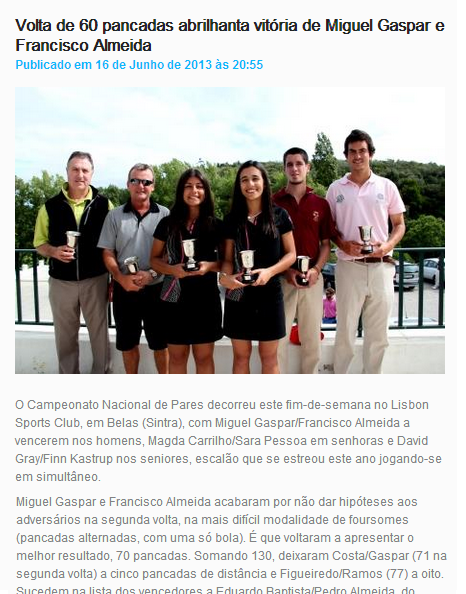 Volta de 60 pancadas abrilhanta vitória de Miguel Gaspar e
Francisco Almeida
Publicado em 16 de Junho de 2013 às 20:55
O Campeonato Nacional de Pares decorreu este fim-de-semana no Lisbon
Sports Club, em Belas (Sintra), com Miguel Gaspar/Francisco Almeida a
vencerem nos homens, Magda Carrilho/Sara Pessoa em senhoras e David
Gray/Finn Kastrup nos seniores, escalão que se estreou este ano jogando-se
em simultâneo.
Miguel Gaspar e Francisco Almeida acabaram por não dar hipóteses aos
adversários na segunda volta, na mais difícil modalidade de foursomes
(pancadas alternadas, com uma só bola). É que voltaram a apresentar o
melhor resultado, 70 pancadas. Somando 130, deixaram Costa/Gaspar (71 na
segunda volta) a cinco pancadas de distância e Figueiredo/Ramos (77) a oito.
Sucedem na lista dos vencedores a Eduardo Baptista/Pedro Almeida, do